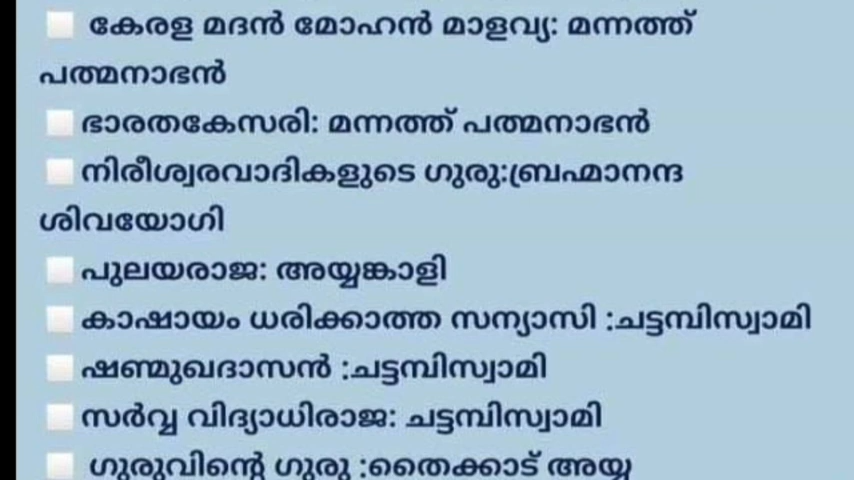 കേരള മദൻ മോഹൻ മാളവ്യ: മന്നത്ത്
പത്മനാഭൻ
ഭാരതകേസരി: മന്നത്ത് പത്മനാഭൻ
നിരീശ്വരവാദികളുടെ ഗുരു:ബ്രഹ്മാനന്ദ
ശിവയോഗി
പുലയരാജ: അയ്യങ്കാളി
കാഷായം ധരിക്കാത്ത സന്യാസി :ചട്ടമ്പിസ്വാമി
ഷണ്മുഖദാസൻ :ചട്ടമ്പിസ്വാമി
സർവ്വ വിദ്യാധിരാജ: ചട്ടമ്പിസ്വാമി
ഗുരുവിന്റെ ഗുരു :തൈക്കാട് അയ്യ